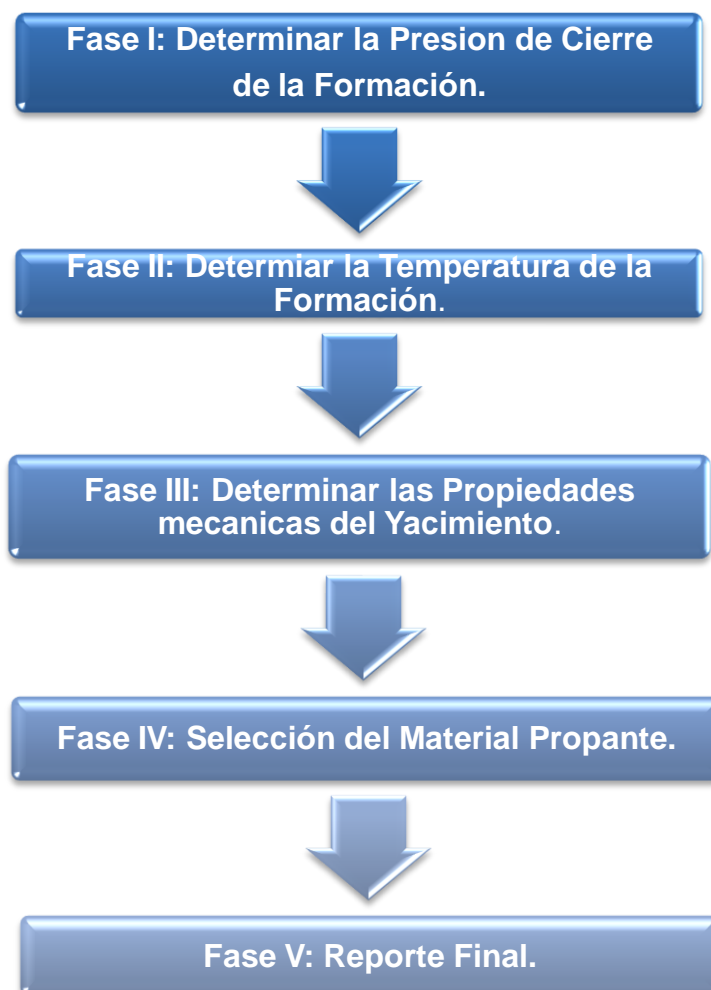 Fase I: Determinar la Presion de Cierre
de la Formación.
Fase II: Determiar la Temperatura de la
Formación.
Fase III: Determinar las Propiedades
mecanicas del Yacimiento.
Fase IV: Selección del Material Propante.
Fase V: Reporte Final.